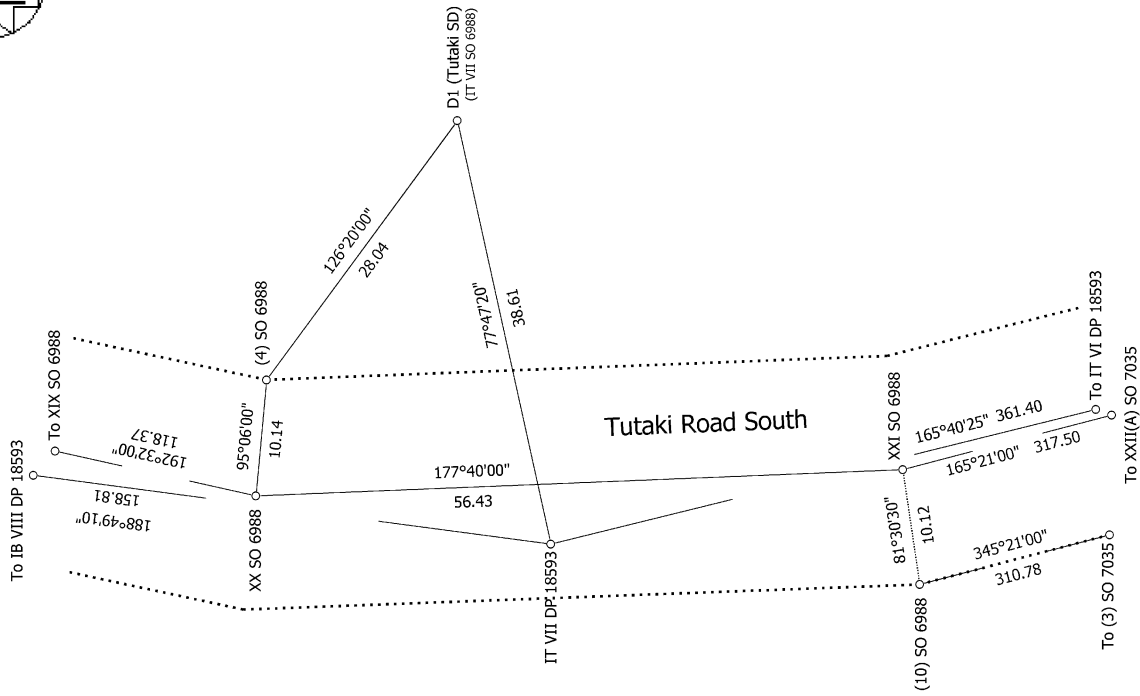 D1 (Tutaki SD)
(IT VII SO 6988)
126°20'00"
28.04
77°47'20"
38.61
(4) SO 6988
To XIX SO 6988
To IB VIII DP 18593
192°32'00"
118.37
188°49'10"
158.81
95°06'00"
10.14
XX SO 6988
177°40'00"
56.43
Tutaki Road South
IT VII DP 18593
XXI SO 6988
165°40'25" 361.40
165°21'00" 317.50
To IT VI DP 18593
To XXII(A) SO 7035
81°30'30"
10.12
345°21'00"
310.78
(10) SO 6988
To (3) SO 7035